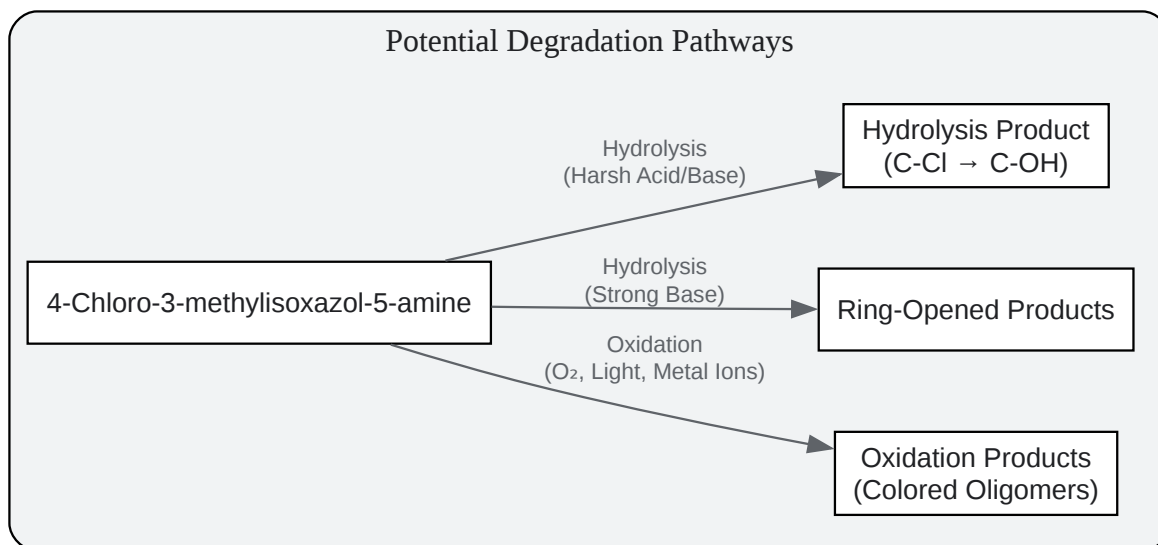 Potential Degradation Pathways
Hydrolysis
(Harsh Acid/Base)
Hydrolysis Product
(C-Cl → C-OH)
4-Chloro-3-methylisoxazol-5-amine
Hydrolysis
(Strong Base)
Ring-Opened Products
Oxidation
(O₂, Light, Metal Ions)
Oxidation Products
(Colored Oligomers)